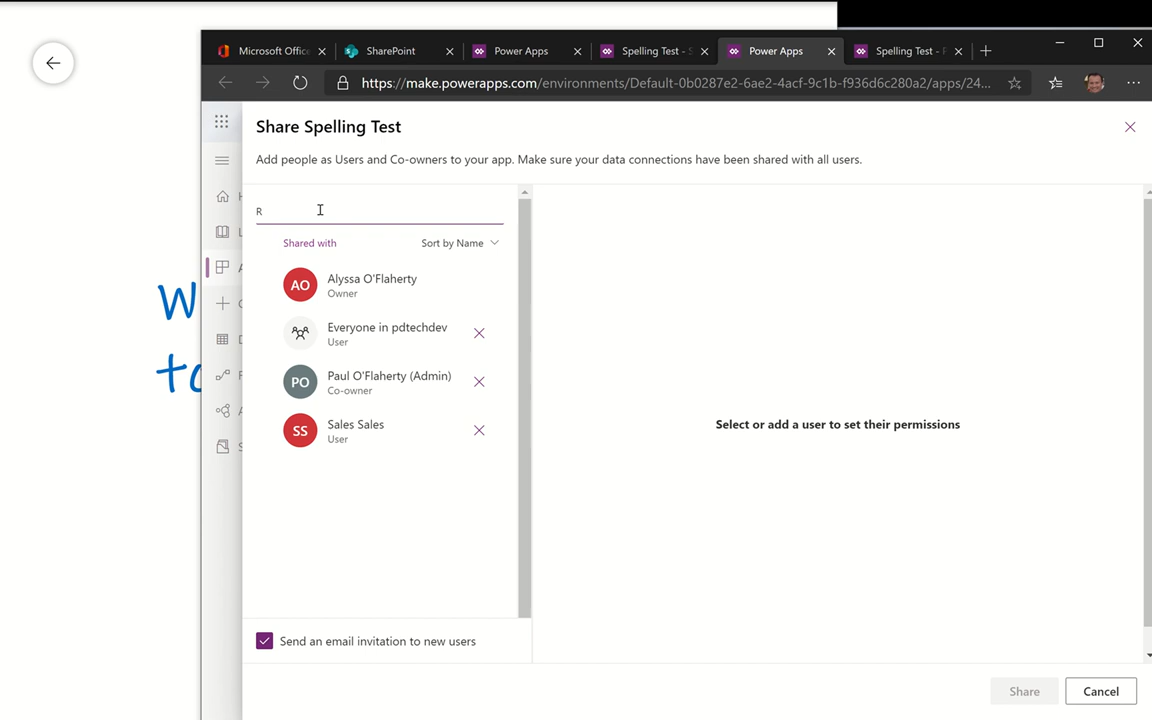 Microsoft Office
SharePoint
Power Apps
Spelling Test - S
Power Apps
Spelling Test - P
https://make.powerapps.com/environments/Default-0b0287e2-6ae2-4acf-9c1b-f936d6c280a2/apps/24...
Share Spelling Test
Add people as Users and Co-owners to your app. Make sure your data connections have been shared with all users.
R
Shared with
Sort by Name
AO
Alyssa O'Flaherty
Owner
Everyone in pdtechdev
User
PO
Paul O'Flaherty (Admin)
Co-owner
SS
Sales Sales
User
Select or add a user to set their permissions
W
to
Send an email invitation to new users
Share
Cancel